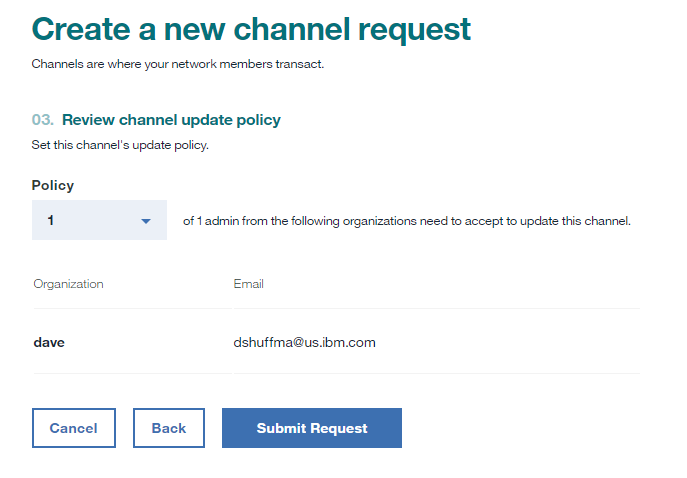 Create a new channel request
Channels are where your network members transact.
03. Review channel update policy
Set this channel's update policy.
Policy
1 of 1 admin from the following organizations need to accept to update this channel.
Organization Email
dave dshuffma@us.ibm.com
Cancel Back Submit Request